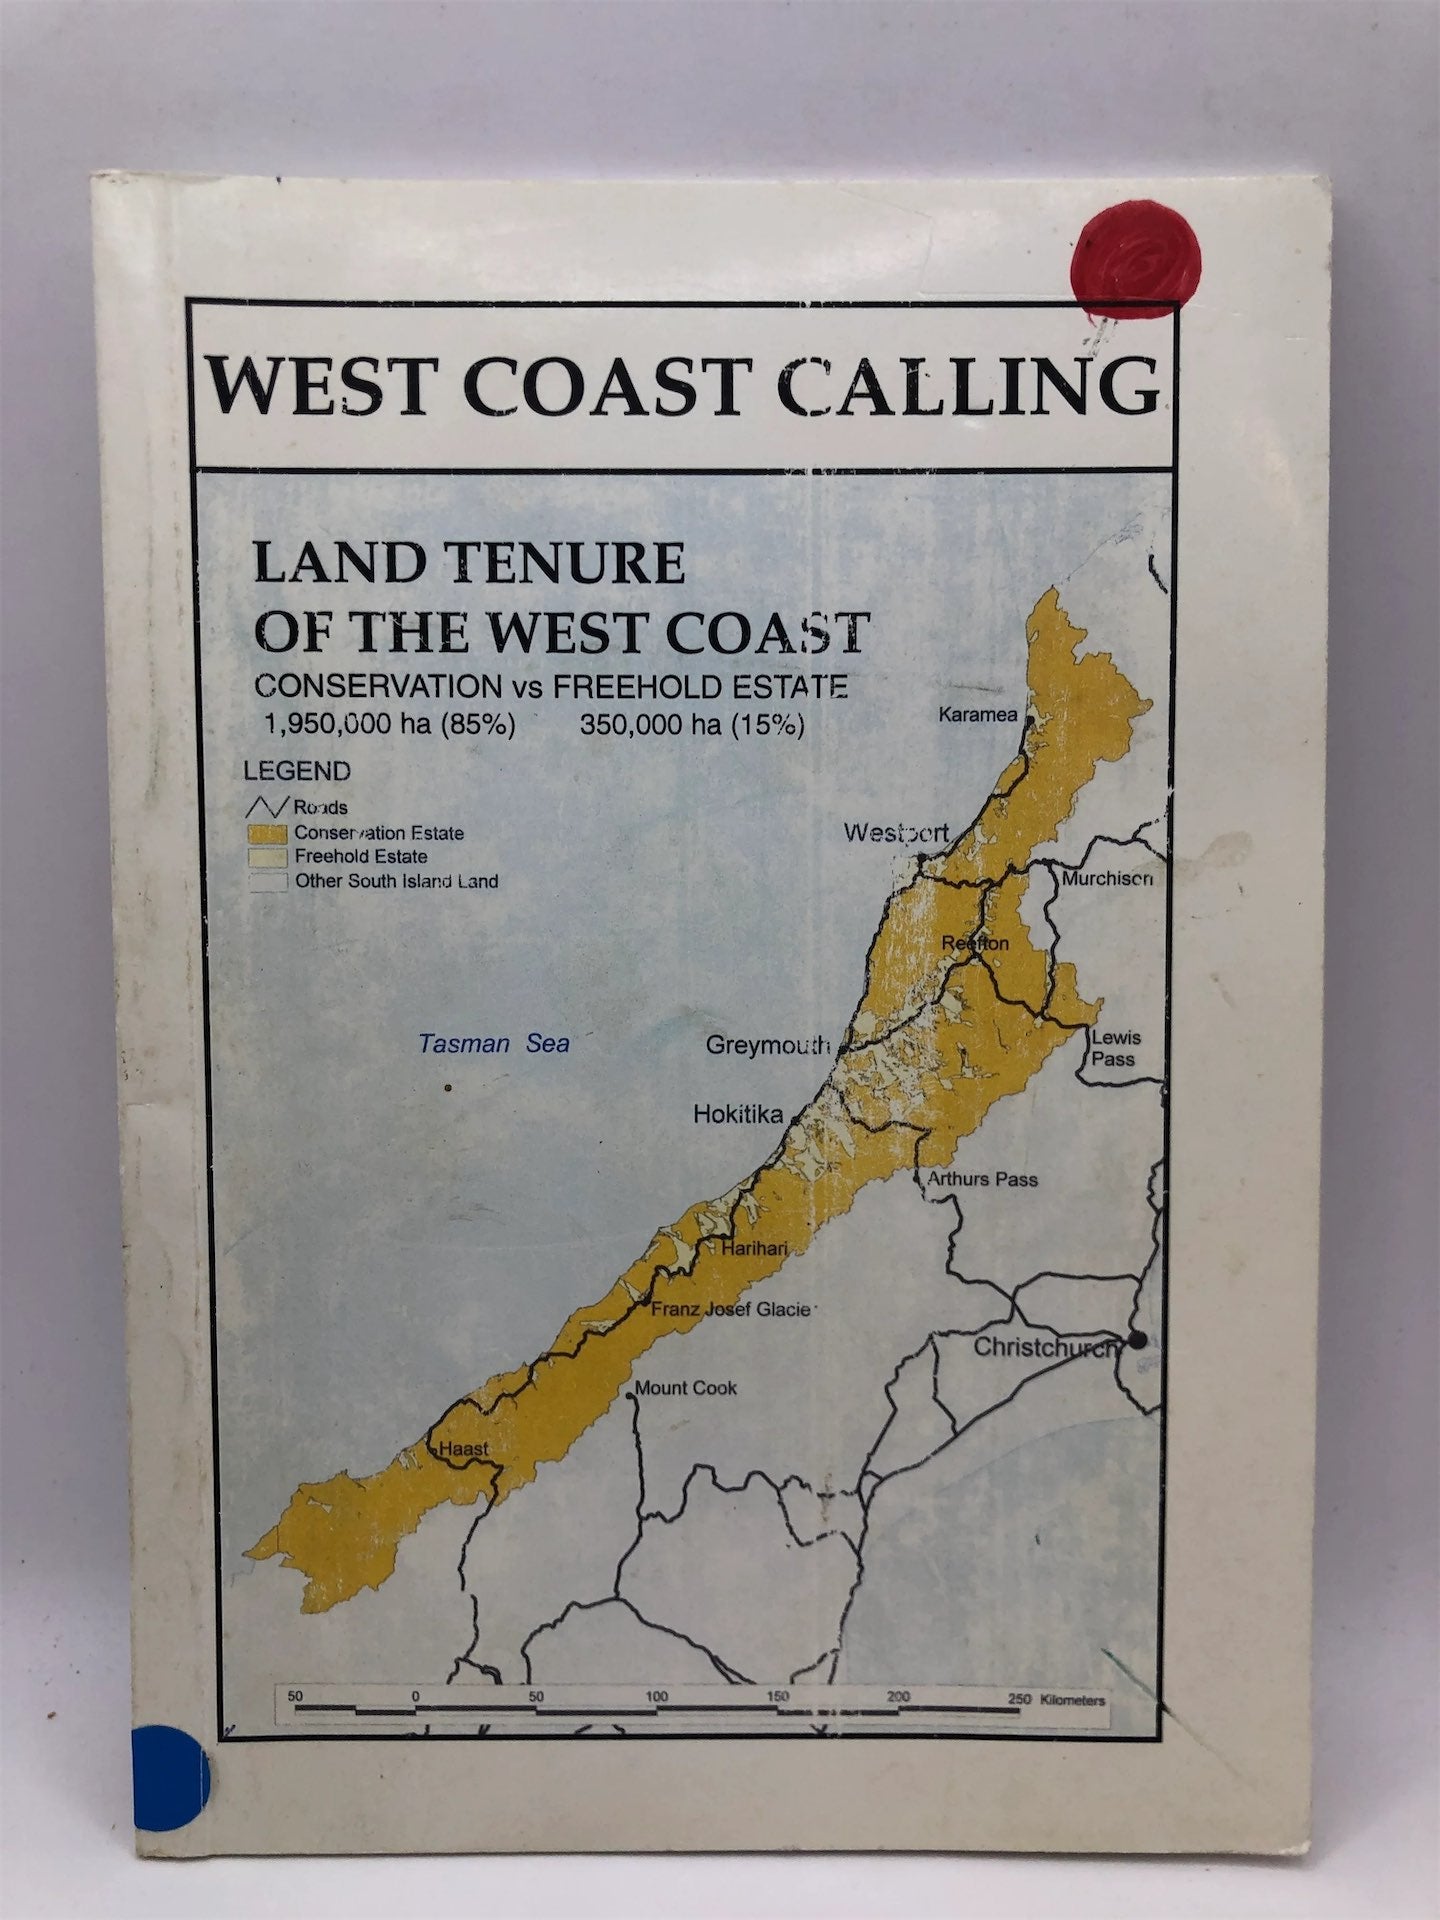 WEST COAST CALLING
LAND TENURE
OF THE WEST COAST
CONSERVATION vs FREEHOLD ESTATE
1,950,000 ha (85%) 350,000 ha (15%)
LEGEND
Roads
Conservation Estate
Freehold Estate
Other South Island Land
Karamea
Westport
Murchison
Reefton
Tasman Sea
Greymouth
Lewis
Pass
Hokitika
Arthurs Pass
Harihari
Franz Josef Glacier
Christchurch
Mount Cook
Haast
50 0 50 100 150 200 250 Kilometers